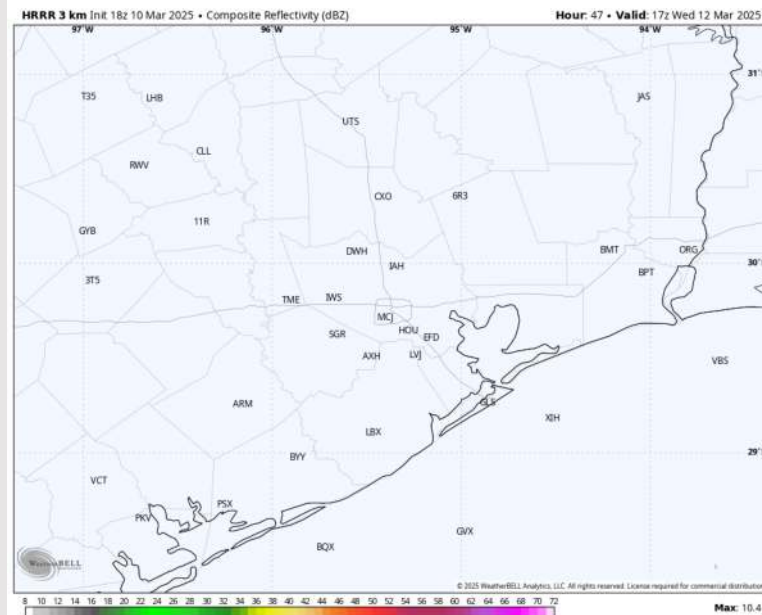 HRRR 3 km Init 18z 10 Mar 2025 • Composite Reflectivity (dBZ) Hour: 47 • Valid: 17z Wed 12 Mar 2025
97°W 96°W 95°W 94°W
31°
T35 LHB JAS
UTS
CLL
RWV
CXO 6R3
11R
GYB
DWH BMT ORG
IAH 30°
BPT
3T5
TME IWS
MCJ
HOU
SGR EFD
AXH LVJ
VBS
ARM GLS
XIH
LBX
29°
BYY
VCT
PSX
PKV
GVX
BQX
WEATHERBELL
© 2025 WeatherBELL Analytics, LLC All rights reserved. License required for commercial distribution
8 10 12 14 16 18 20 22 24 26 28 30 32 34 36 38 40 42 44 46 48 50 52 54 56 58 60 62 64 66 68 70 72
Max: 10.4